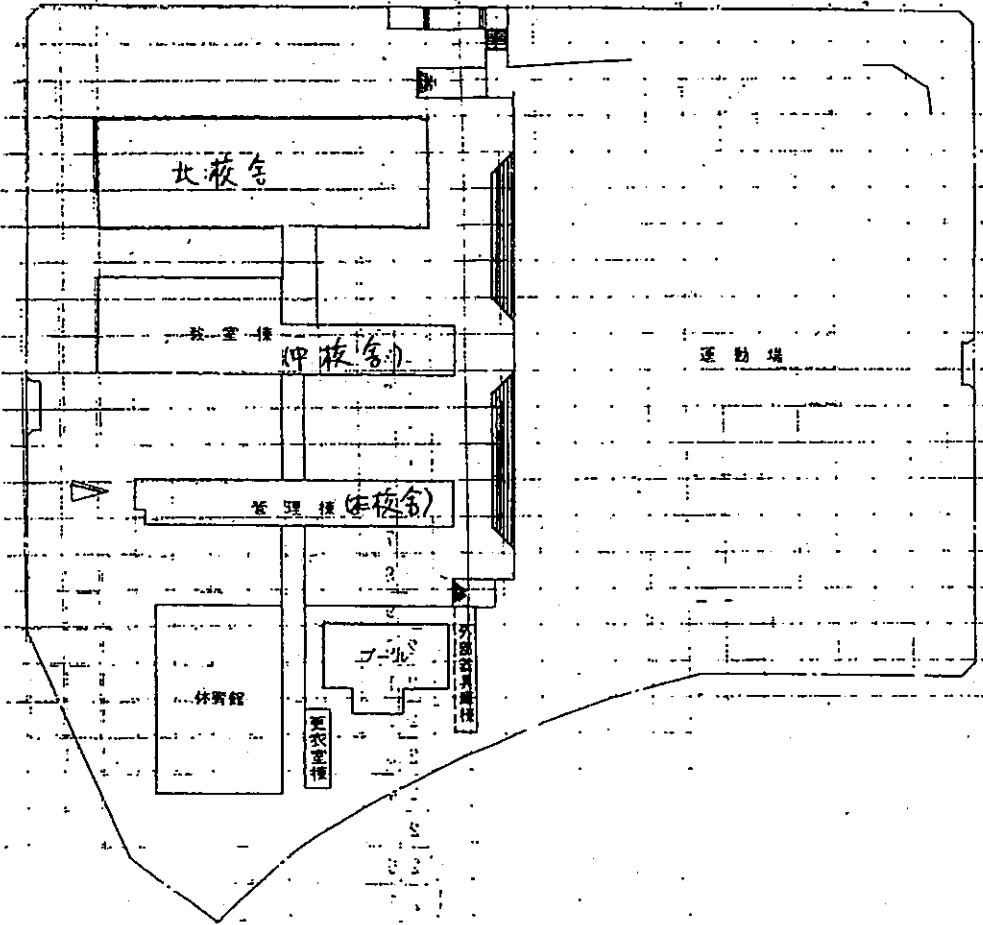 北校舎
教室棟
(中校舎)
運動場
管理棟 (本校舎)
プール
外部器具庫棟
体育館
更衣室棟